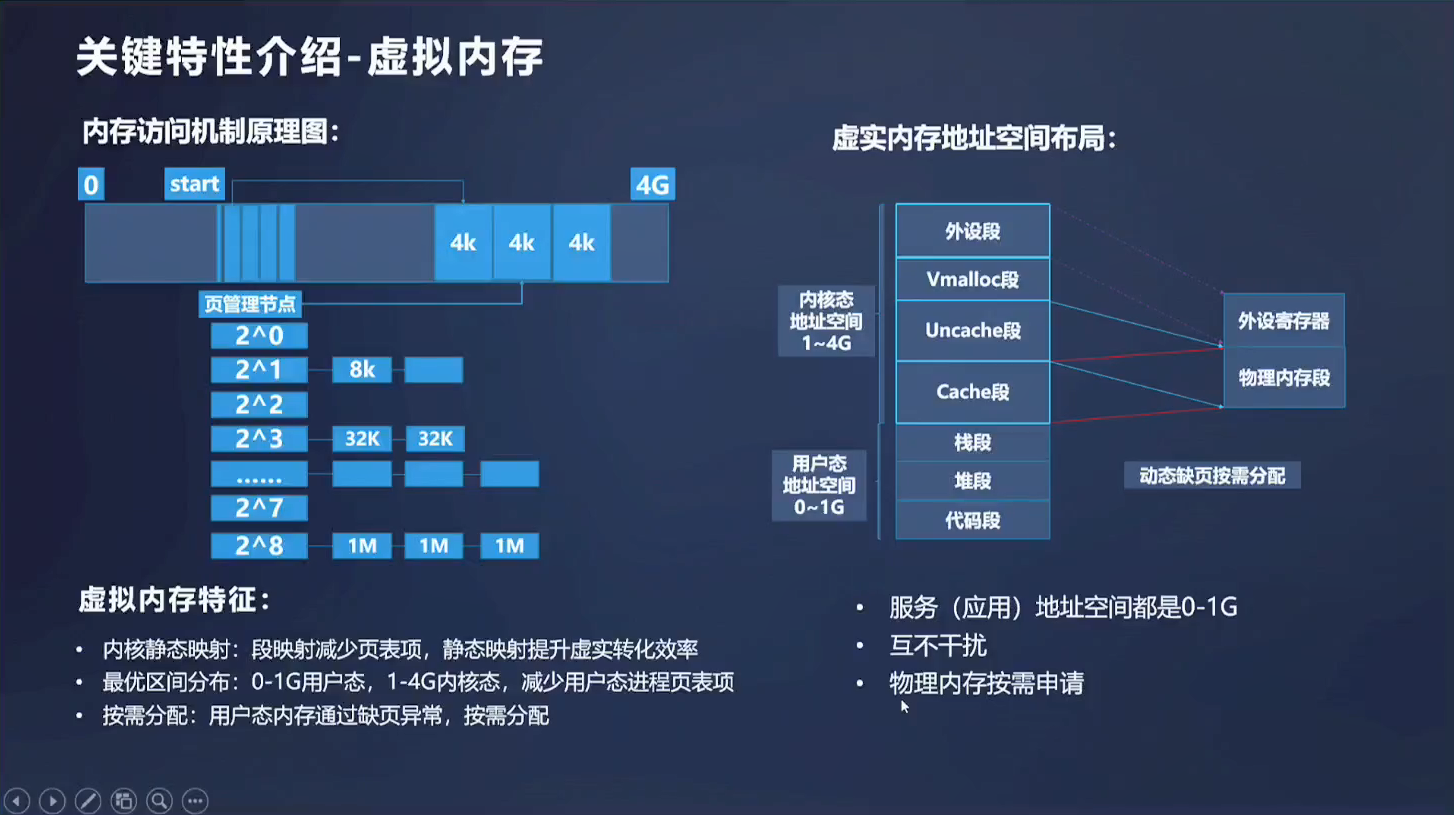 关键特性介绍-虚拟内存
内存访问机制原理图：
0
start
4G
4k
4k
4k
页管理节点
2^0
2^1
8k
2^2
2^3
32K
32K
......
2^7
2^8
1M
1M
1M
虚拟内存特征：
• 内核静态映射：段映射减少页表项，静态映射提升虚实转化效率
• 最优区间分布：0-1G用户态，1-4G内核态，减少用户态进程页表项
• 按需分配：用户态内存通过缺页异常，按需分配
虚实内存地址空间布局：
内核态
地址空间
1~4G
用户态
地址空间
0~1G
外设段
Vmalloc段
Uncache段
Cache段
栈段
堆段
代码段
外设寄存器
物理内存段
动态缺页按需分配
• 服务（应用）地址空间都是0-1G
• 互不干扰
• 物理内存按需申请